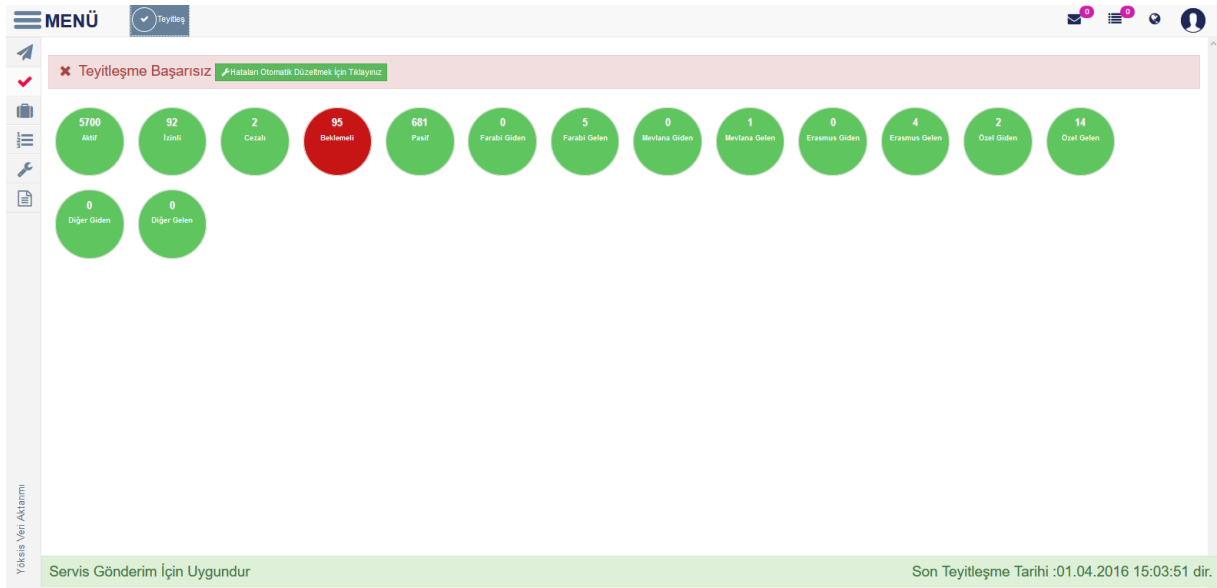 MENÜ
Teyitleş
0
0
Teyitleşme Başarısız
Hataları Otomatik Düzeltmek İçin Tıklayınız
5700
Aktif
92
İzinli
2
Cezalı
95
Beklemeli
681
Pasif
0
Farabi Giden
5
Farabi Gelen
0
Mevlana Giden
1
Mevlana Gelen
0
Erasmus Giden
4
Erasmus Gelen
2
Özel Giden
14
Özel Gelen
0
Diğer Giden
0
Diğer Gelen
Yöksis Veri Aktarımı
Servis Gönderim İçin Uygundur
Son Teyitleşme Tarihi :01.04.2016 15:03:51 dir.